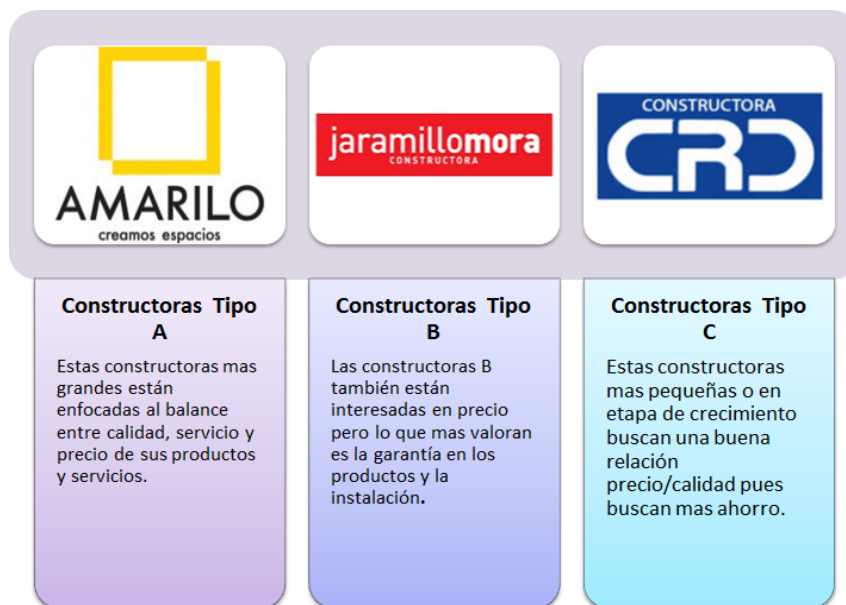 AMARILO
creamos espacios
jaramillomora
CONSTRUCTORA
CONSTRUCTORA
CRD
Constructoras Tipo
A
Estas constructoras mas
grandes están
enfocadas al balance
entre calidad, servicio y
precio de sus productos
y servicios.
Constructoras Tipo
B
Las constructoras B
también están
interesadas en precio
pero lo que mas valoran
es la garantía en los
productos y la
instalación.
Constructoras Tipo
C
Estas constructoras
mas pequeñas o en
etapa de crecimiento
buscan una buena
relación
precio/calidad pues
buscan mas ahorro.